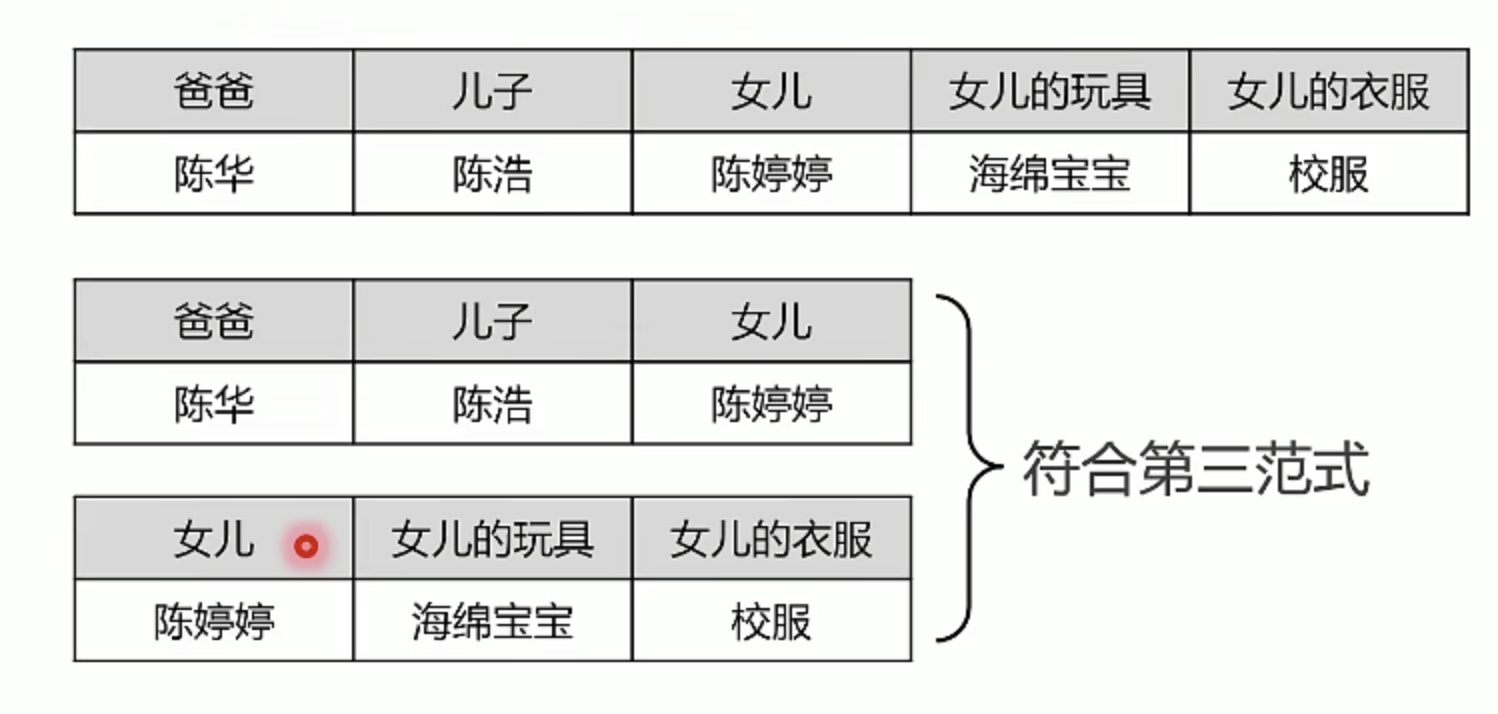 爸爸 儿子 女儿 女儿的玩具 女儿的衣服
陈华 陈浩 陈婷婷 海绵宝宝 校服
爸爸 儿子 女儿
陈华 陈浩 陈婷婷
符合第三范式
女儿 女儿的玩具 女儿的衣服
陈婷婷 海绵宝宝 校服